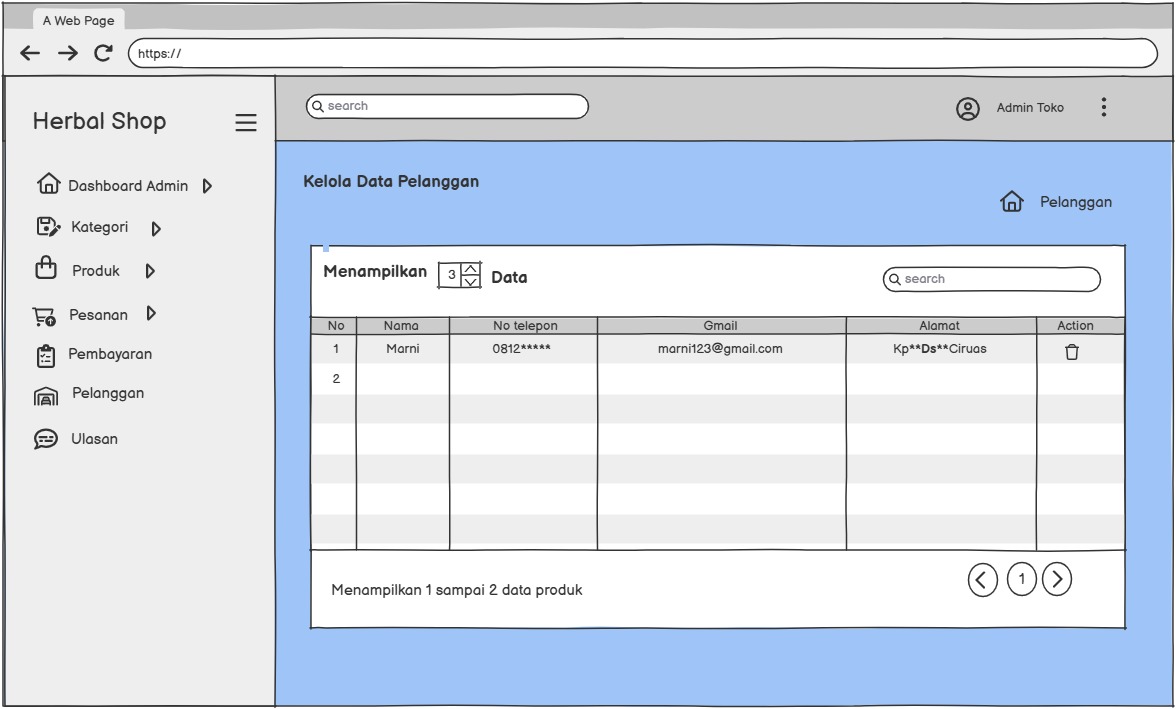 A Web Page
https://
Herbal Shop
search
Admin Toko
Dashboard Admin
Kategori
Produk
Pesanan
Pembayaran
Pelanggan
Ulasan
Kelola Data Pelanggan
Pelanggan
Menampilkan 3 Data
search
No Nama No telepon Gmail Alamat Action
1 Marni 0812***** marni123@gmail.com Kp**Ds**Ciruas
2
Menampilkan 1 sampai 2 data produk
1